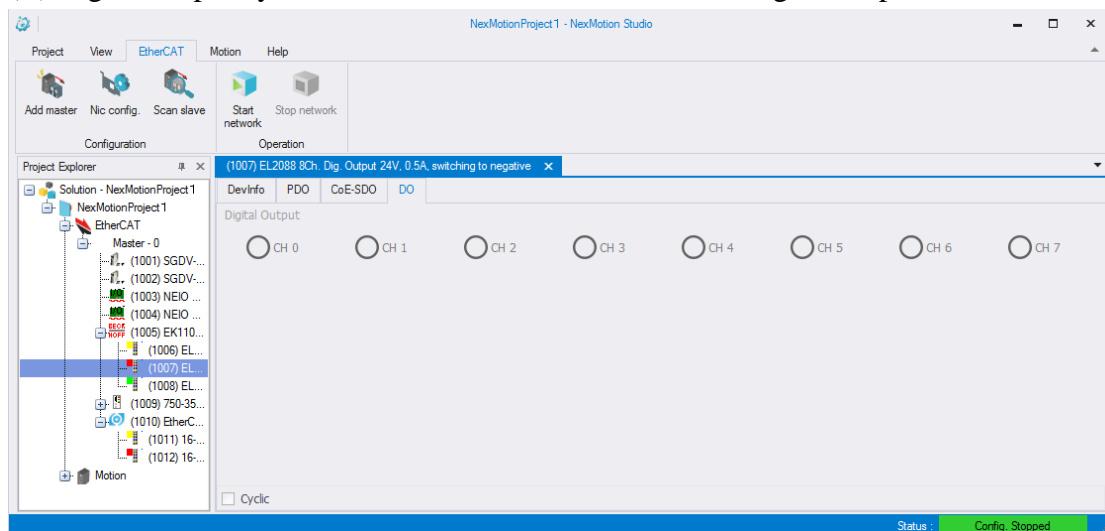 NexMotionProject1 - NexMotion Studio
Project View EtherCAT Motion Help
Add master Nic config. Scan slave Start network Stop network
Configuration Operation
Project Explorer
(1007) EL2088 8Ch. Dig. Output 24V, 0.5A, switching to negative
Solution - NexMotionProject1
NexMotionProject1
EtherCAT
Master - 0
(1001) SGDV-...
(1002) SGDV-...
(1003) NEIO ...
(1004) NEIO ...
BECK HOFF (1005) EK110...
(1006) EL...
(1007) EL...
(1008) EL...
(1009) 750-35...
(1010) EtherC...
(1011) 16-...
(1012) 16-...
Motion
DevInfo PDO CoE-SDO DO
Digital Output
CH 0 CH 1 CH 2 CH 3 CH 4 CH 5 CH 6 CH 7
Cyclic
Status : Config. Stopped